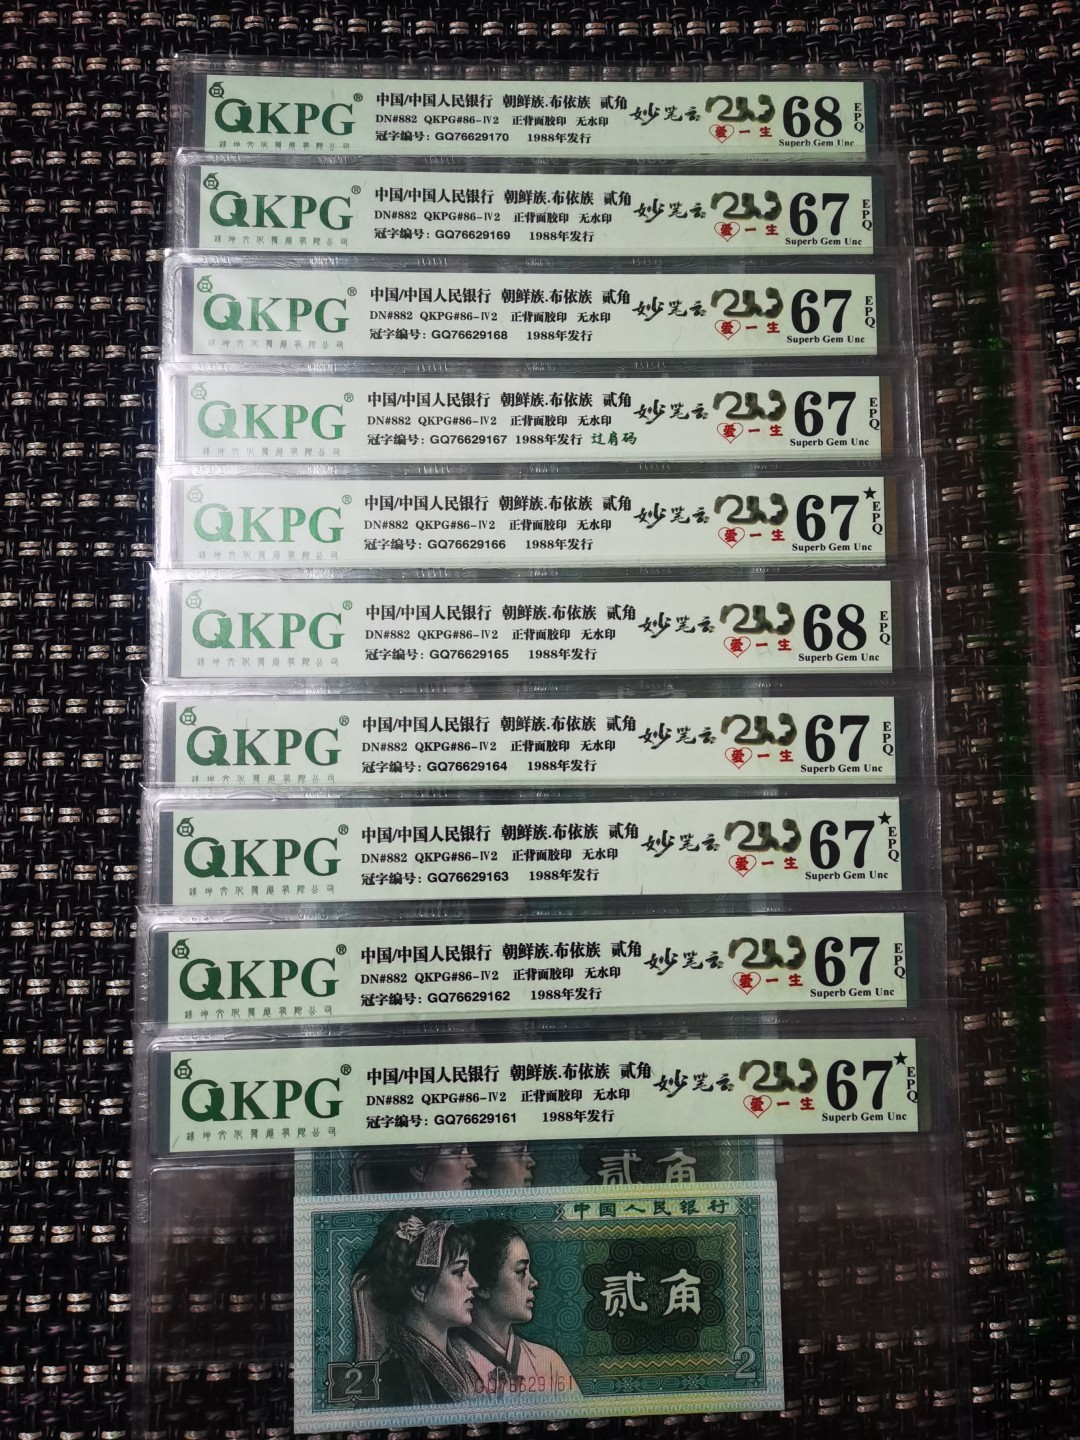 QKPG®
中国/中国人民银行 朝鲜族.布依族 贰角
DN#882 QKPG#86-IV2 正背面胶印 无水印
冠字编号: GQ76629170 1988年发行
妙笔云
爱一生
68 EPQ
Superb Gem Unc
QKPG®
中国/中国人民银行 朝鲜族.布依族 贰角
DN#882 QKPG#86-IV2 正背面胶印 无水印
冠字编号: GQ76629169 1988年发行
妙笔云
爱一生
67 EPQ
Superb Gem Unc
QKPG®
中国/中国人民银行 朝鲜族.布依族 贰角
DN#882 QKPG#86-IV2 正背面胶印 无水印
冠字编号: GQ76629168 1988年发行
妙笔云
爱一生
67 EPQ
Superb Gem Unc
QKPG®
中国/中国人民银行 朝鲜族.布依族 贰角
DN#882 QKPG#86-IV2 正背面胶印 无水印
冠字编号: GQ76629167 1988年发行 过肩码
妙笔云
爱一生
67 EPQ
Superb Gem Unc
QKPG®
中国/中国人民银行 朝鲜族.布依族 贰角
DN#882 QKPG#86-IV2 正背面胶印 无水印
冠字编号: GQ76629166 1988年发行
妙笔云
爱一生
67★ EPQ
Superb Gem Unc
QKPG®
中国/中国人民银行 朝鲜族.布依族 贰角
DN#882 QKPG#86-IV2 正背面胶印 无水印
冠字编号: GQ76629165 1988年发行
妙笔云
爱一生
68 EPQ
Superb Gem Unc
QKPG®
中国/中国人民银行 朝鲜族.布依族 贰角
DN#882 QKPG#86-IV2 正背面胶印 无水印
冠字编号: GQ76629164 1988年发行
妙笔云
爱一生
67 EPQ
Superb Gem Unc
QKPG®
中国/中国人民银行 朝鲜族.布依族 贰角
DN#882 QKPG#86-IV2 正背面胶印 无水印
冠字编号: GQ76629163 1988年发行
妙笔云
爱一生
67★ EPQ
Superb Gem Unc
QKPG®
中国/中国人民银行 朝鲜族.布依族 贰角
DN#882 QKPG#86-IV2 正背面胶印 无水印
冠字编号: GQ76629162 1988年发行
妙笔云
爱一生
67 EPQ
Superb Gem Unc
QKPG®
中国/中国人民银行 朝鲜族.布依族 贰角
DN#882 QKPG#86-IV2 正背面胶印 无水印
冠字编号: GQ76629161 1988年发行
妙笔云
爱一生
67★ EPQ
Superb Gem Unc
贰角
中国人民银行
贰角
2
GQ76629161
2